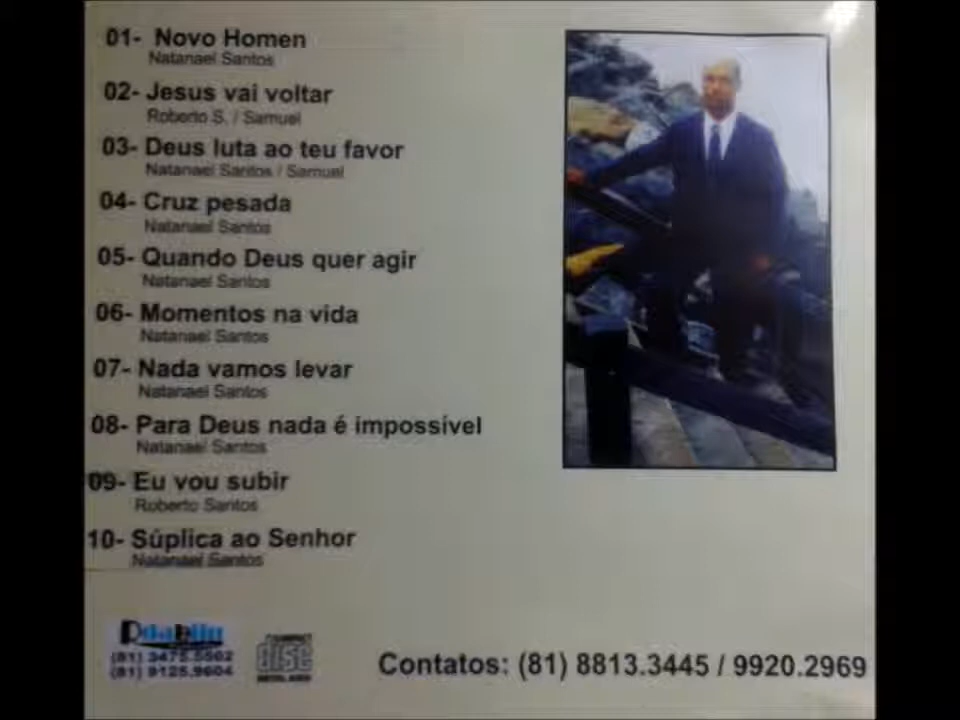 01- Novo Homen
Natanael Santos
02- Jesus vai voltar
Roberto S. / Samuel
03- Deus luta ao teu favor
Natanael Santos / Samuel
04- Cruz pesada
Natanael Santos
05- Quando Deus quer agir
Natanael Santos
06- Momentos na vida
Natanael Santos
07- Nada vamos levar
Natanael Santos
08- Para Deus nada é impossível
Natanael Santos
09- Eu vou subir
Roberto Santos
10- Súplica ao Senhor
Natanael Santos
(81) 3475.5502
(81) 9125.9604
COMPACT
DISC
Contatos: (81) 8813.3445 / 9920.2969